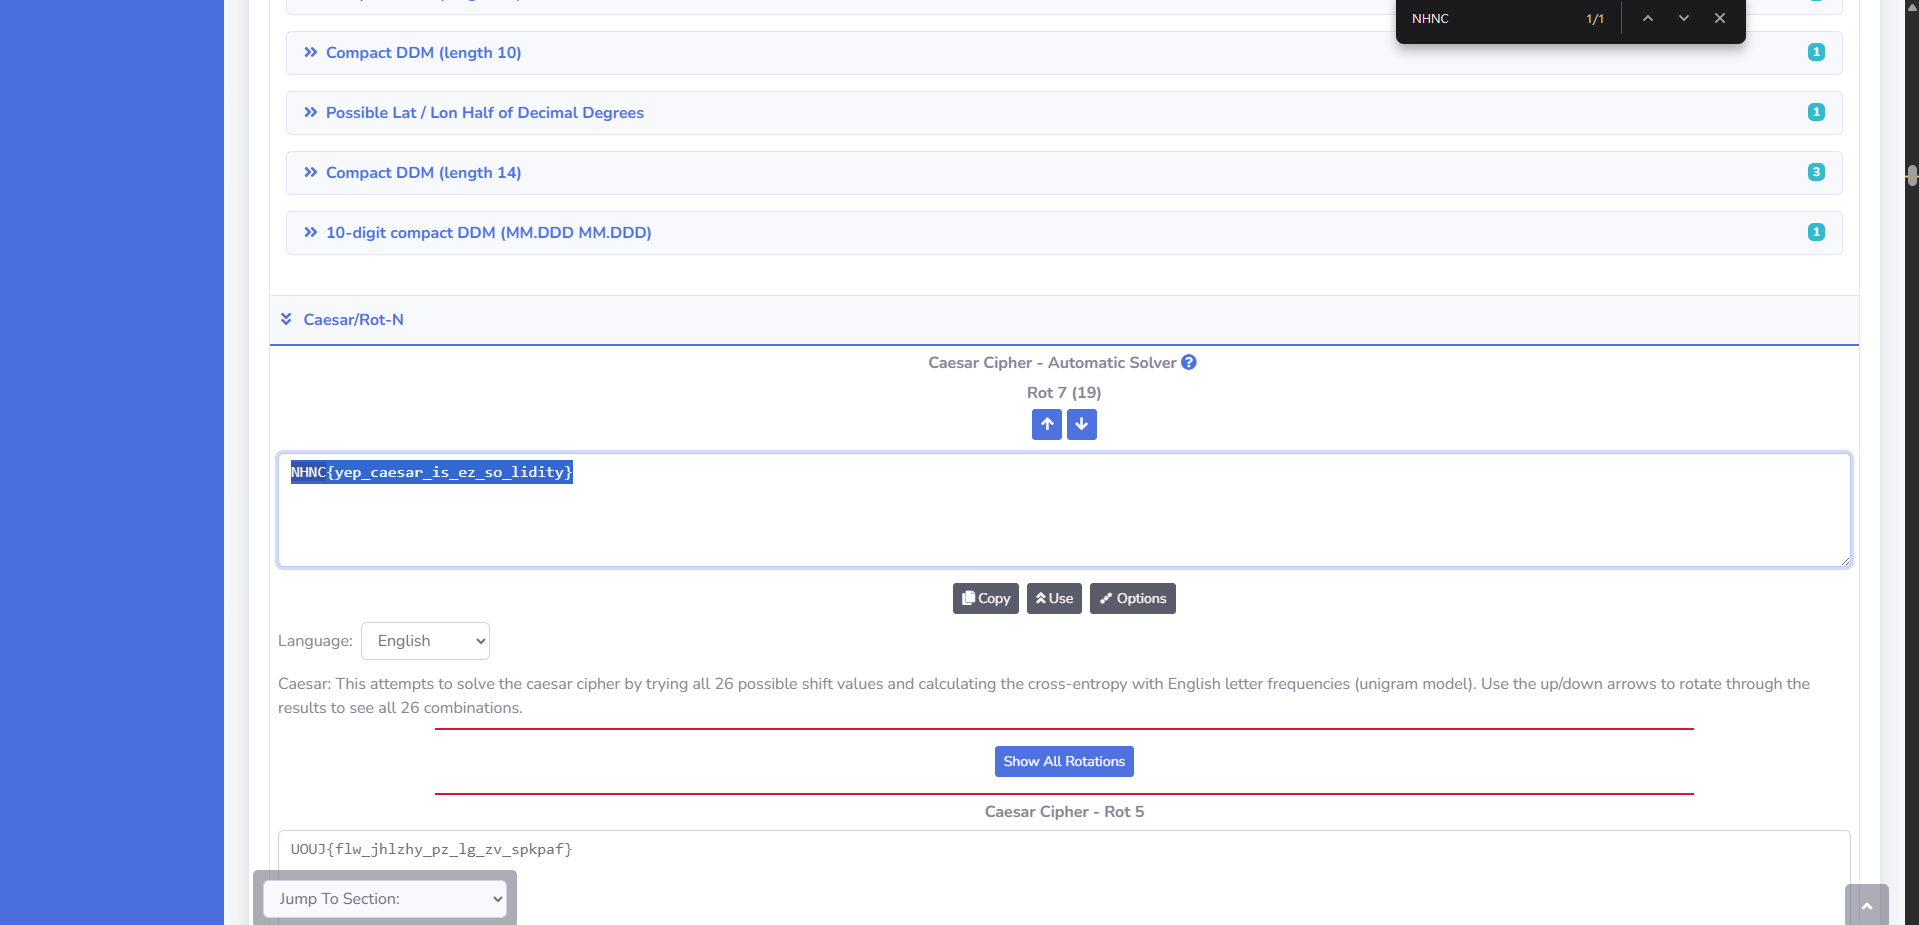 NHNC 1/1
Compact DDM (length 10) 1
Possible Lat / Lon Half of Decimal Degrees 1
Compact DDM (length 14) 3
10-digit compact DDM (MM.DDD MM.DDD) 1
Caesar/Rot-N
Caesar Cipher - Automatic Solver ?
Rot 7 (19)
NHNC{yep_caesar_is_ez_so_lidity}
Copy Use Options
Language: English
Caesar: This attempts to solve the caesar cipher by trying all 26 possible shift values and calculating the cross-entropy with English letter frequencies (unigram model). Use the up/down arrows to rotate through the
results to see all 26 combinations.
Show All Rotations
Caesar Cipher - Rot 5
UOUJ{flw_jhlzhy_pz_lg_zv_spkpaf}
Jump To Section: